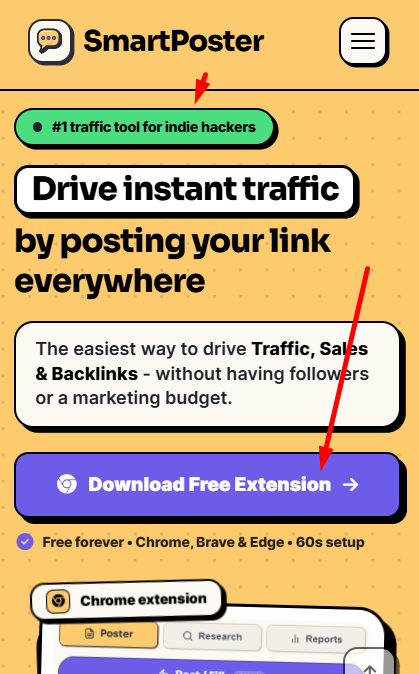 SmartPoster
#1 traffic tool for indie hackers
Drive instant traffic
by posting your link
everywhere
The easiest way to drive Traffic, Sales
& Backlinks - without having followers
or a marketing budget.
Download Free Extension →
Free forever • Chrome, Brave & Edge • 60s setup
Chrome extension
Poster
Research
Reports